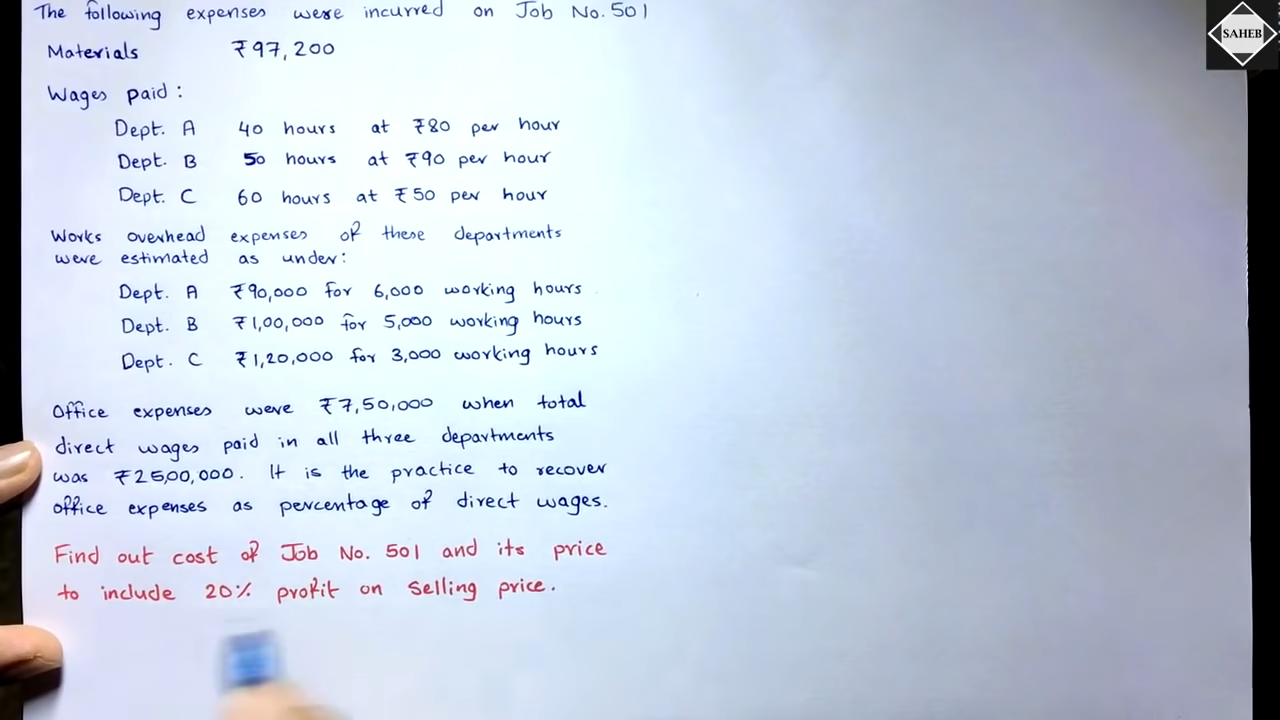 The following expenses were incurred on Job No. 501
SAHEB
Materials ₹97,200
Wages paid:
Dept. A 40 hours at ₹80 per hour
Dept. B 50 hours at ₹90 per hour
Dept. C 60 hours at ₹50 per hour
Works overhead expenses of these departments
were estimated as under:
Dept. A ₹90,000 for 6,000 working hours
Dept. B ₹1,00,000 for 5,000 working hours
Dept. C ₹1,20,000 for 3,000 working hours
Office expenses were ₹7,50,000 when total
direct wages paid in all three departments
was ₹25,00,000. It is the practice to recover
office expenses as percentage of direct wages.
Find out cost of Job No. 501 and its price
to include 20% profit on Selling price.